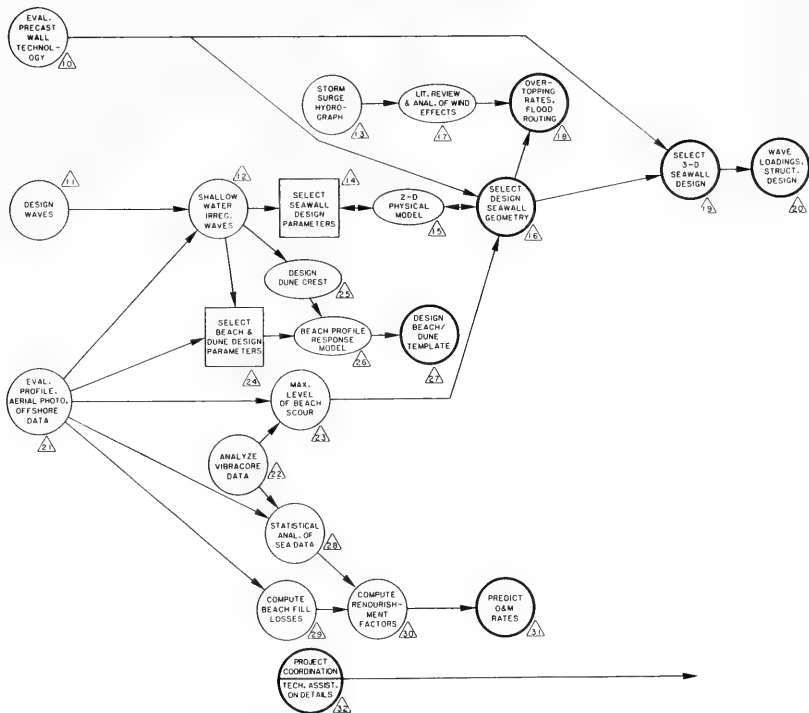 EVAL.
PRECAST
WALL
TECHNOL-
OGY
10
STORM
SURGE
HYDRO-
GRAPH
13
LIT. REVIEW
& ANAL. OF WIND
EFFECTS
17
OVER-
TOPPING
RATES,
FLOOD
ROUTING
18
DESIGN
WAVES
11
SHALLOW
WATER
IRREG.
WAVES
12
SELECT
SEAWALL
DESIGN
PARAMETERS
14
2-D
PHYSICAL
MODEL
15
SELECT
DESIGN
SEAWALL
GEOMETRY
16
SELECT
3-D
SEAWALL
DESIGN
19
WAVE
LOADINGS,
STRUCT.
DESIGN
20
DESIGN
DUNE CREST
25
SELECT
BEACH &
DUNE DESIGN
PARAMETERS
24
BEACH PROFILE
RESPONSE
MODEL
26
DESIGN
BEACH/
DUNE
TEMPLATE
27
EVAL.
PROFILE,
AERIAL PHOTO,
OFFSHORE
DATA
21
MAX.
LEVEL
OF BEACH
SCOUR
23
ANALYZE
VIBRACORE
DATA
22
STATISTICAL
ANAL. OF
SEA DATA
28
COMPUTE
BEACH FILL
LOSSES
29
COMPUTE
RENOURISH-
MENT
FACTORS
30
PREDICT
O&M
RATES
31
PROJECT
COORDINATION
TECH. ASSIST.
ON DETAILS
32